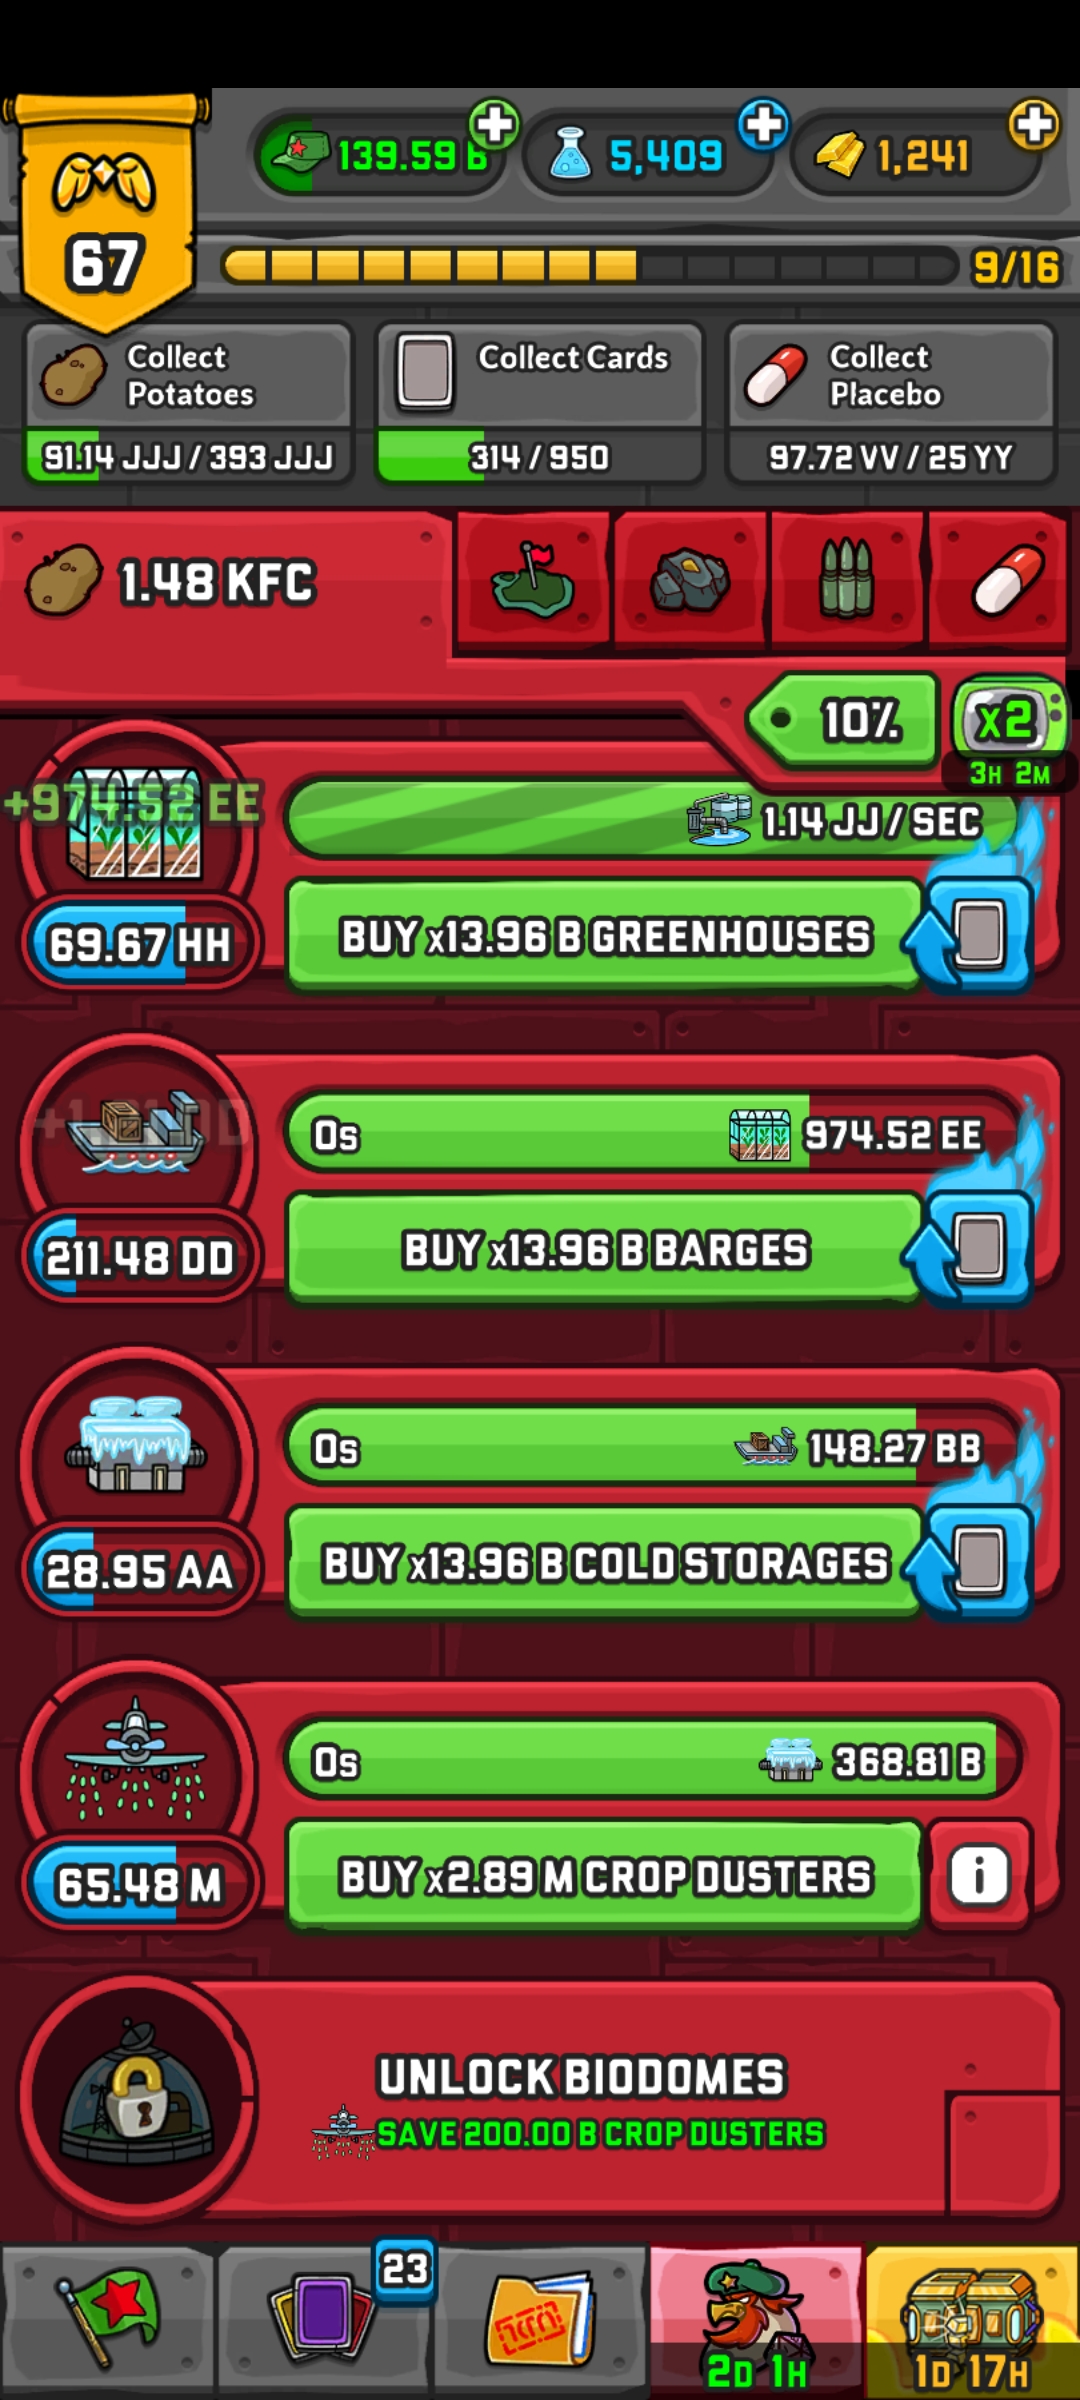 139.59 B
5,409
1,241
67
9/16
Collect
Potatoes
91.14 JJJ / 393 JJJ
Collect Cards
314 / 950
Collect
Placebo
97.72 VV / 25 YY
1.48 KFC
10%
x2
3H 2M
+974.52 EE
1.14 JJ / SEC
69.67 HH
BUY x13.96 B GREENHOUSES
0s
974.52 EE
211.48 DD
BUY x13.96 B BARGES
0s
148.27 BB
28.95 AA
BUY x13.96 B COLD STORAGES
0s
368.81 B
65.48 M
BUY x2.89 M CROP DUSTERS
i
UNLOCK BIODOMES
SAVE 200.00 B CROP DUSTERS
23
2D 1H
1D 17H